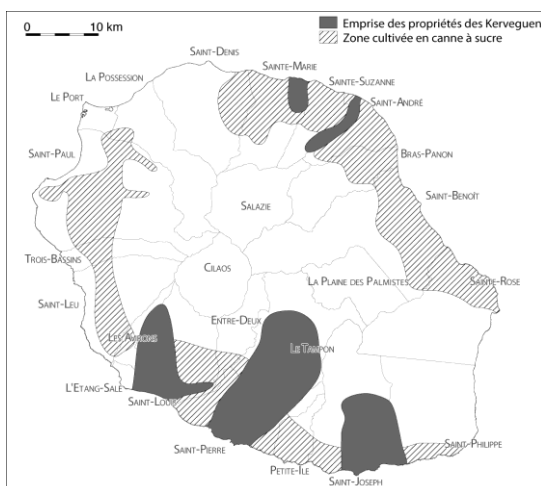 0 10 km
Emprise des propriétés des Kerveguen
Zone cultivée en canne à sucre
Saint-Denis
Sainte-Marie
La Possession
Sainte-Suzanne
Le Port
Saint-André
Saint-Paul
Bras-Panon
Saint-Benoît
Salazie
Trois-Bassins
Cilaos
La Plaine des Palmistes
Sainte-Rose
Saint-Leu
Entre-Deux
Les Avirons
Le Tampon
L'Etang-Salé
Saint-Louis
Saint-Pierre
Saint-Philippe
Petite-Ile
Saint-Joseph